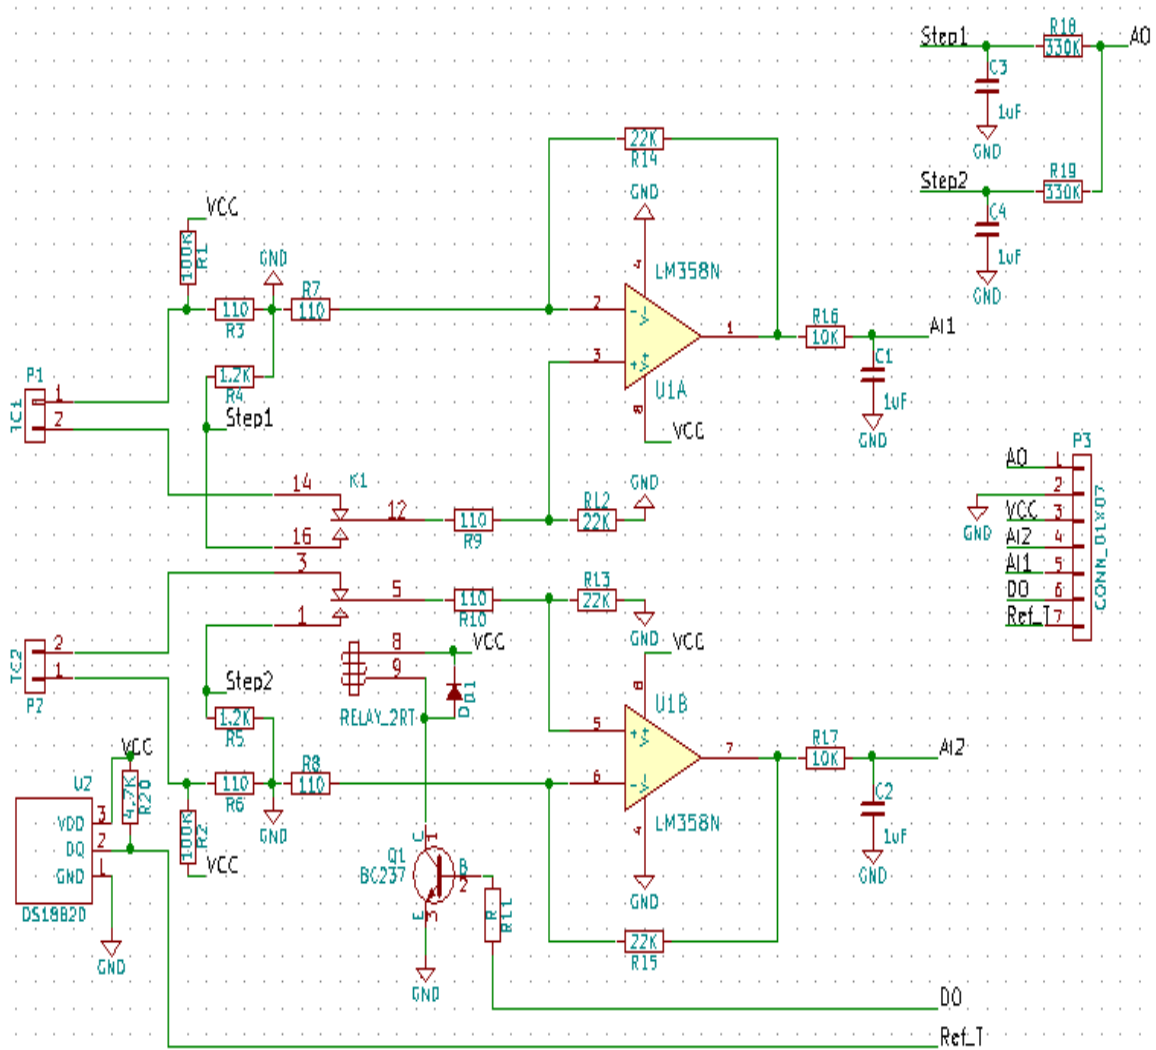 Step1
R18
330K
AO
C3
1uF
GND
22K
R14
R19
330K
Step2
C4
1uF
GND
VCC
100K
R1
GND
GND
4
LM358N
110
R3
R7
110
2
3
1
8
U1A
VCC
R16
10K
AI1
C1
1uF
GND
1.2K
R4
Step1
P1
TC1
1
2
14
K1
12
16
110
R9
R12
22K
GND
P3
AO
1
2
GND
VCC
3
AI2
4
AI1
5
DO
6
Ref_T
7
CONN_01X07
3
5
1
110
R10
R13
22K
GND
TC2
2
1
P2
8
VCC
9
D1
D
RELAY_2RT
Step2
1.2K
R5
VCC
8
U1B
5
6
7
R17
10K
AI2
LM358N
4
GND
C2
1uF
GND
110
R6
R8
110
GND
100K
R2
VCC
VCC
4.7K
R20
U2
VDD
3
DQ
2
GND
1
DS18B20
GND
Q1
BC237
C
1
B
2
E
3
GND
R
R11
22K
R15
DO
Ref_T